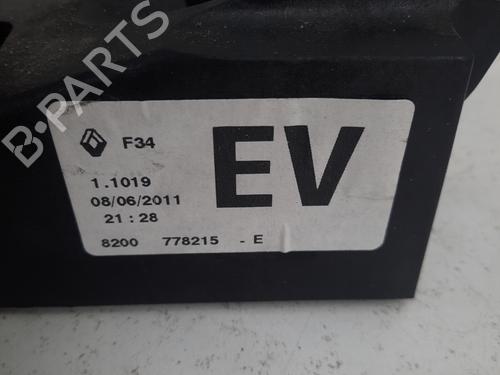 B-PARTS
F34
EV
1.1019
08/06/2011
21:28
8200 778215 - E